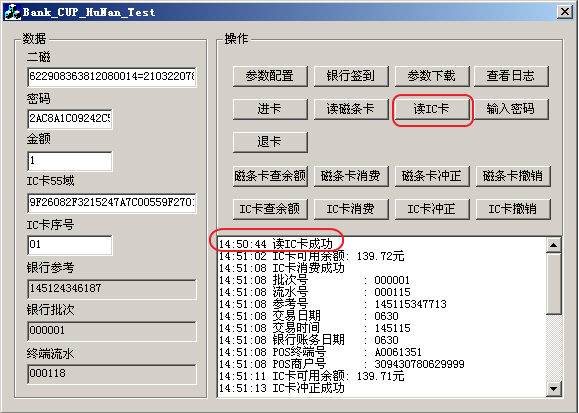 Bank_CUP_HuNan_Test
数据
二磁
622908363812080014=210322078
密码
2AC8A1C09242C5
金额
1
IC卡55域
9F26082F3215247A7C00559F2701
IC卡序号
01
银行参考
145124346187
银行批次
000001
终端流水
000118
操作
参数配置 银行签到 参数下载 查看日志
进卡 读磁条卡 读IC卡 输入密码
退卡
磁条卡查余额 磁条卡消费 磁条卡冲正 磁条卡撤销
IC卡查余额 IC卡消费 IC卡冲正 IC卡撤销
14:50:44 读IC卡成功
14:51:02 IC卡可用余额: 139.72元
14:51:08 IC卡消费成功
14:51:08 批次号 : 000001
14:51:08 流水号 : 000115
14:51:08 参考号 : 145115347713
14:51:08 交易日期 : 0630
14:51:08 交易时间 : 145115
14:51:08 银行账务日期 : 0630
14:51:08 POS终端号 : A0061351
14:51:08 POS商户号 : 309430780629999
14:51:11 IC卡可用余额: 139.71元
14:51:13 IC卡冲正成功